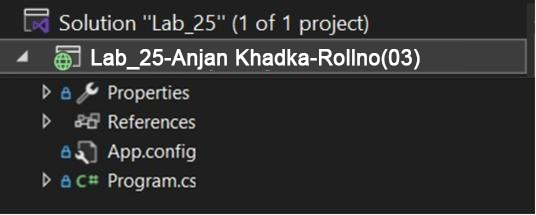 Solution "Lab_25" (1 of 1 project)
Lab_25-Anjan Khadka-Rollno(03)
Properties
References
App.config
C# Program.cs